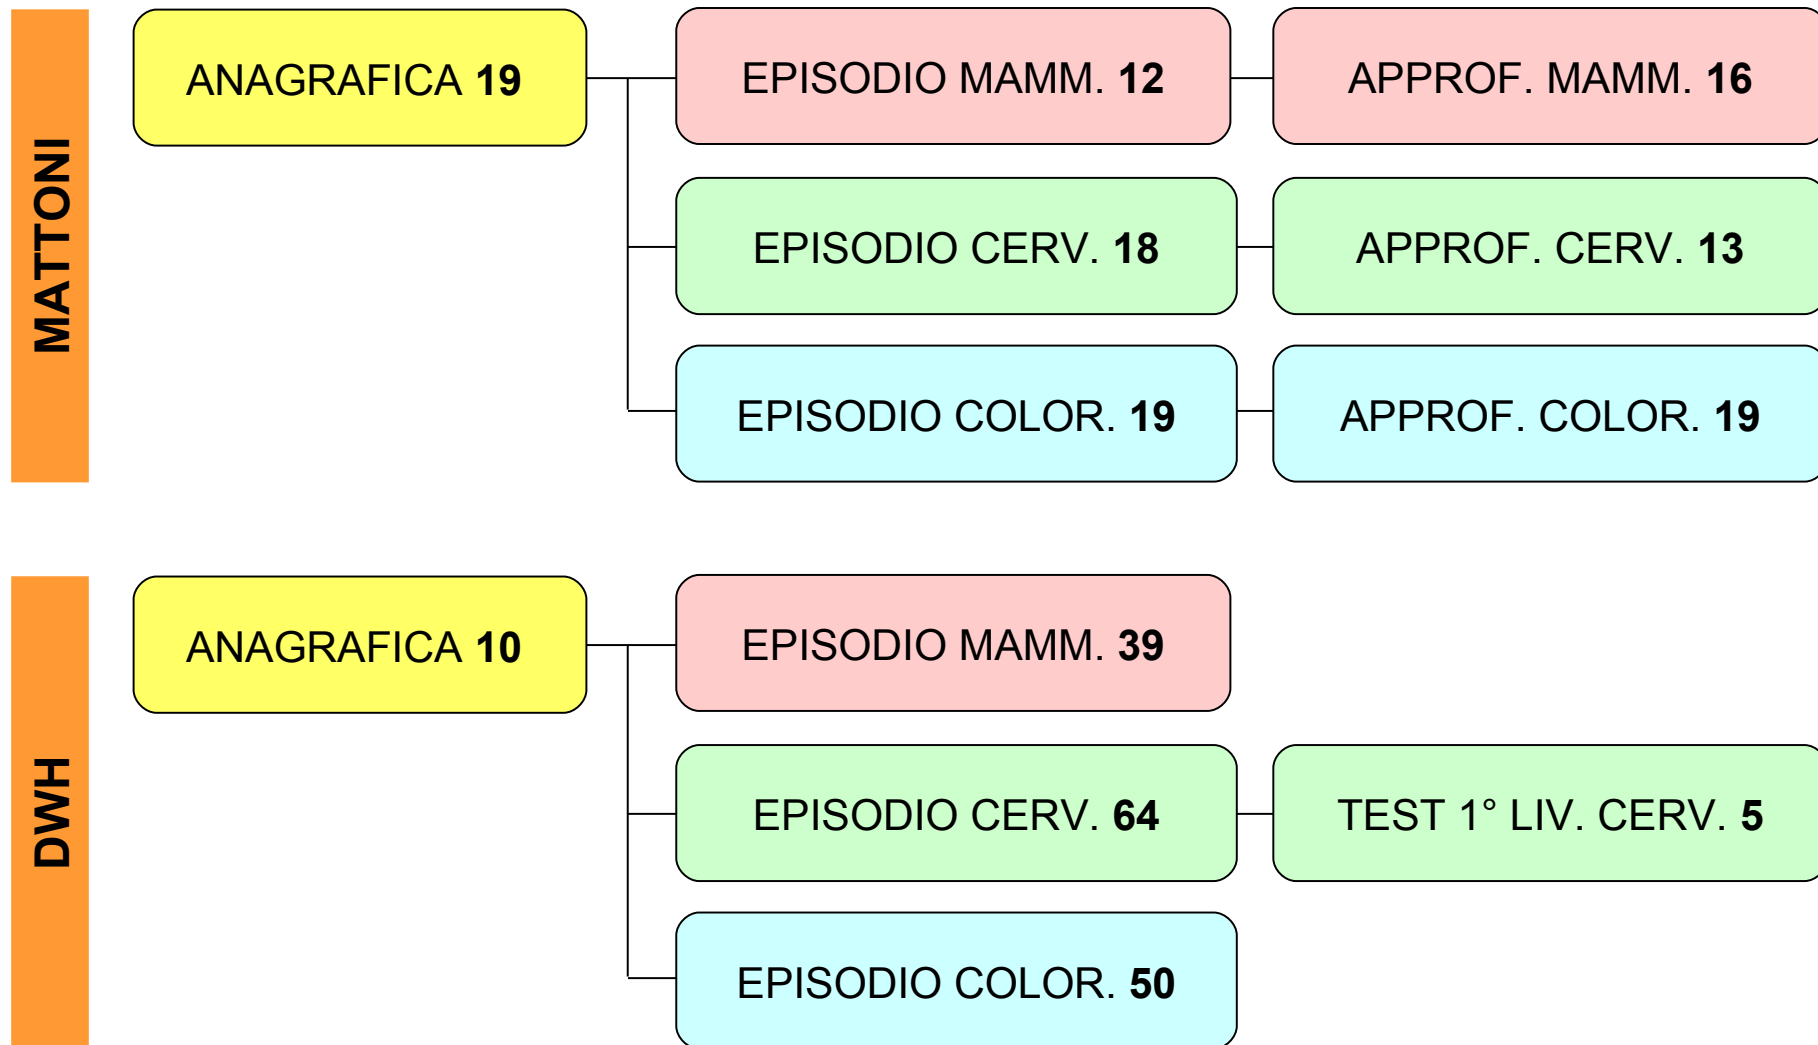 MATTONI
ANAGRAFICA 19
EPISODIO MAMM. 12
APPROF. MAMM. 16
EPISODIO CERV. 18
APPROF. CERV. 13
EPISODIO COLOR. 19
APPROF. COLOR. 19
DWH
ANAGRAFICA 10
EPISODIO MAMM. 39
EPISODIO CERV. 64
TEST 1° LIV. CERV. 5
EPISODIO COLOR. 50